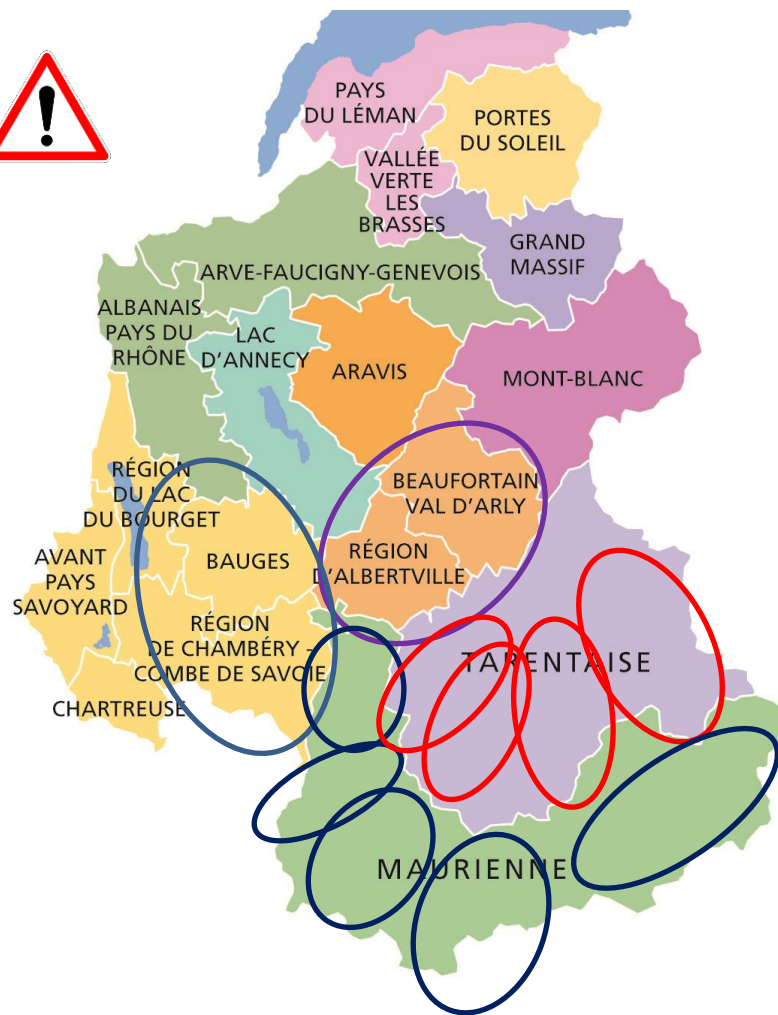 PAYS
DU LÉMAN
PORTES
DU SOLEIL
VALLÉE
VERTE
LES
BRASSES
GRAND
MASSIF
ARVE-FAUCIGNY-GENEVOIS
ALBANAIS
PAYS DU
RHÔNE
LAC
D'ANNECY
ARAVIS
MONT-BLANC
BEAUFORTAIN
VAL D'ARLY
RÉGION
DU LAC
DU BOURGET
BAUGES
RÉGION
D'ALBERTVILLE
AVANT
PAYS
SAVOYARD
RÉGION
DE CHAMBÉRY -
COMBE DE SAVOIE
TARENTAISE
CHARTREUSE
MAURIENNE